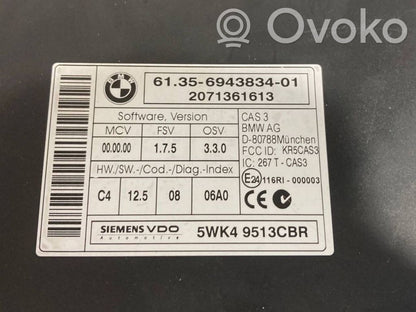 Ovoko
BMW
61.35-6943834-01
2071361613
Software, Version
MCV FSV OSV
00.00.00 1.7.5 3.3.0
HW./SW.-/Cod.-/Diag.-Index
C4 12.5 08 06A0
CAS 3
BMW AG
D-80788München
FCC ID: KR5CAS3
IC: 267 T - CAS3
E24 116RI - 000003
CE
SIEMENS VDO
Automotive
5WK4 9513CBR